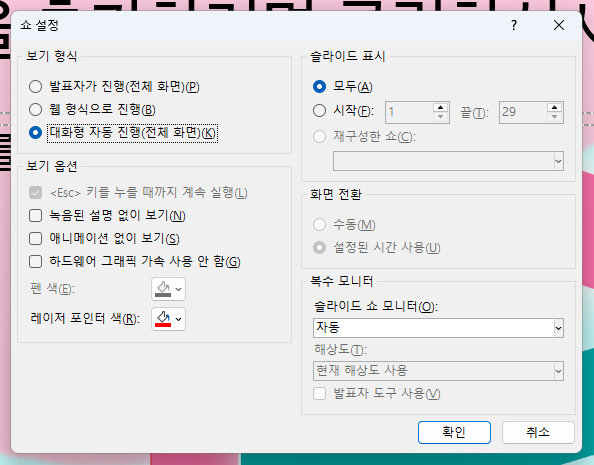 쇼 설정
보기 형식
발표자가 진행(전체 화면)(P)
웹 형식으로 진행(B)
대화형 자동 진행(전체 화면)(K)
보기 옵션
<Esc> 키를 누를 때까지 계속 실행(L)
녹음된 설명 없이 보기(N)
애니메이션 없이 보기(S)
하드웨어 그래픽 가속 사용 안 함(G)
펜 색(E):
레이저 포인터 색(R):
슬라이드 표시
모두(A)
시작(F): 1 끝(T): 29
재구성한 쇼(C):
화면 전환
수동(M)
설정된 시간 사용(U)
복수 모니터
슬라이드 쇼 모니터(O):
자동
해상도(T):
현재 해상도 사용
발표자 도구 사용(V)
확인 취소